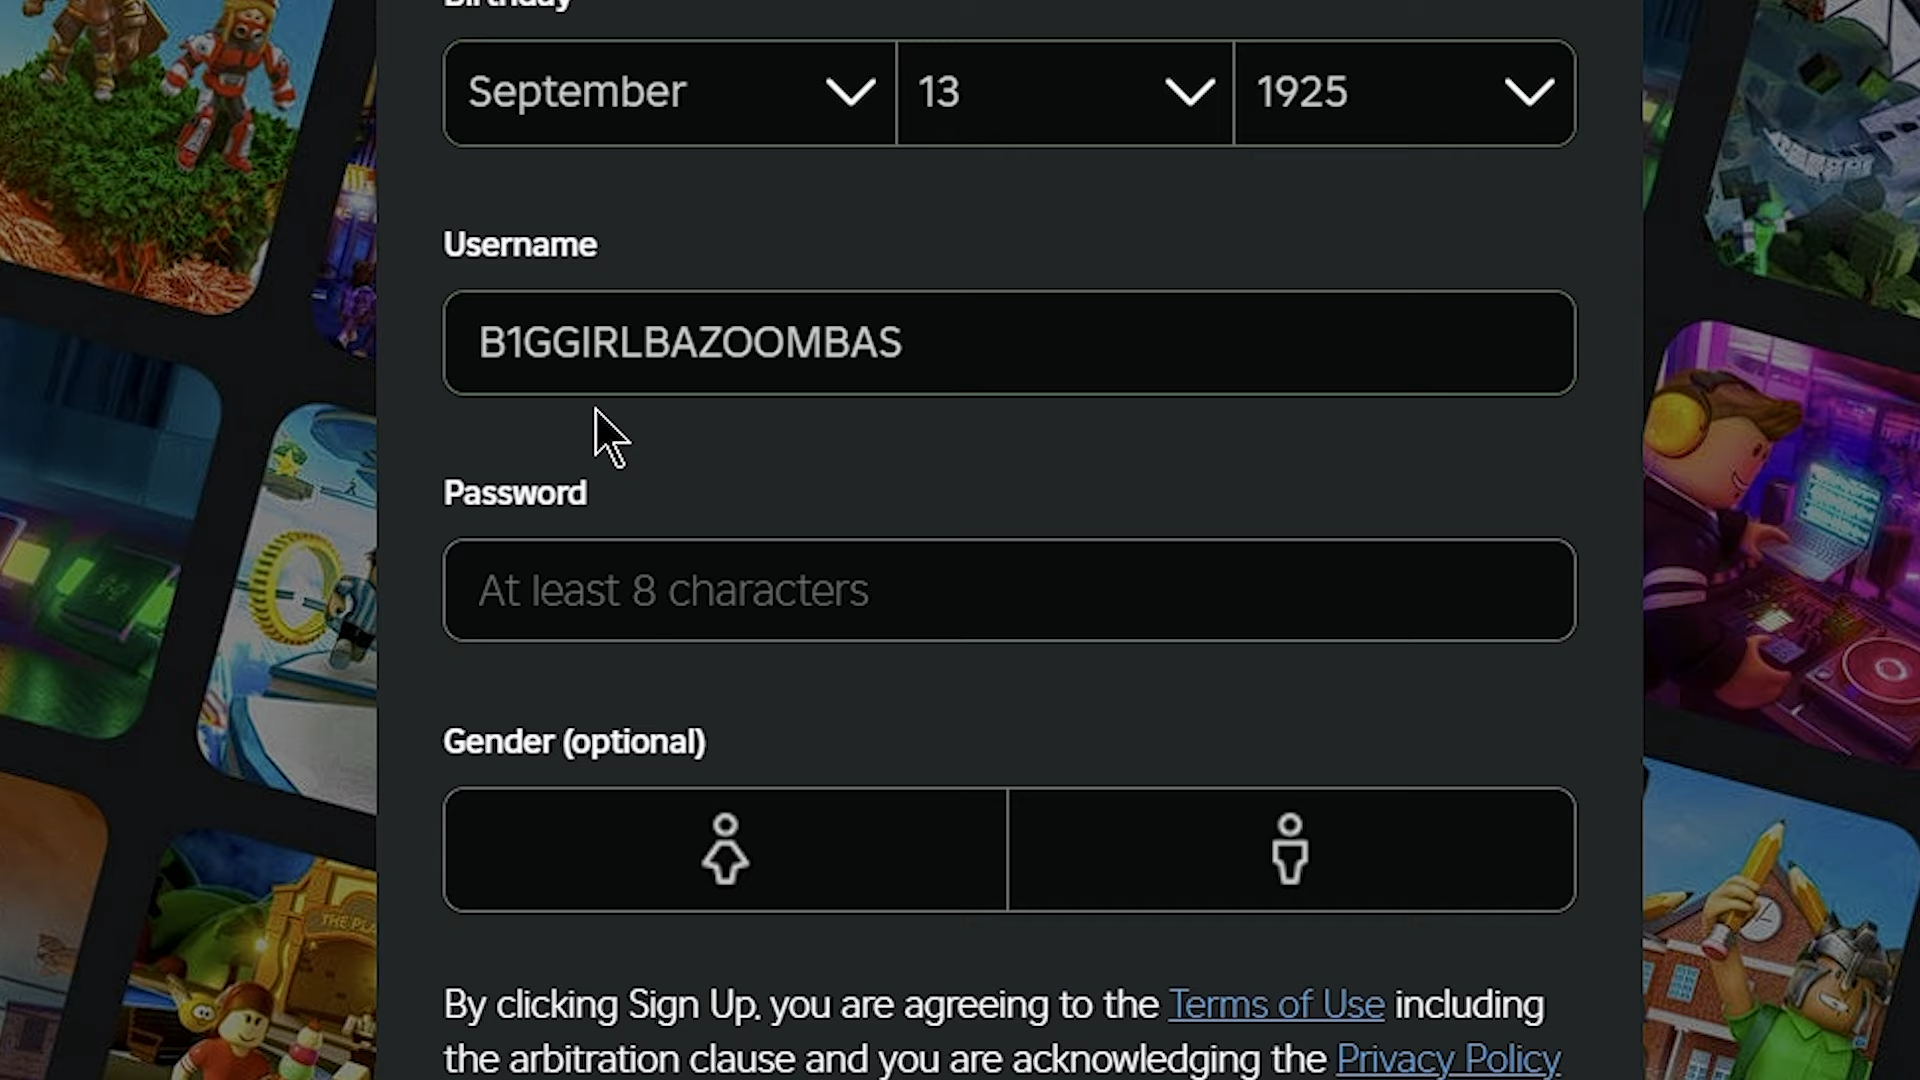 Birthday
September 13 1925
Username
B1GGIRLBAZOOMBAS
Password
At least 8 characters
Gender (optional)
By clicking Sign Up, you are agreeing to the Terms of Use including
the arbitration clause and you are acknowledging the Privacy Policy